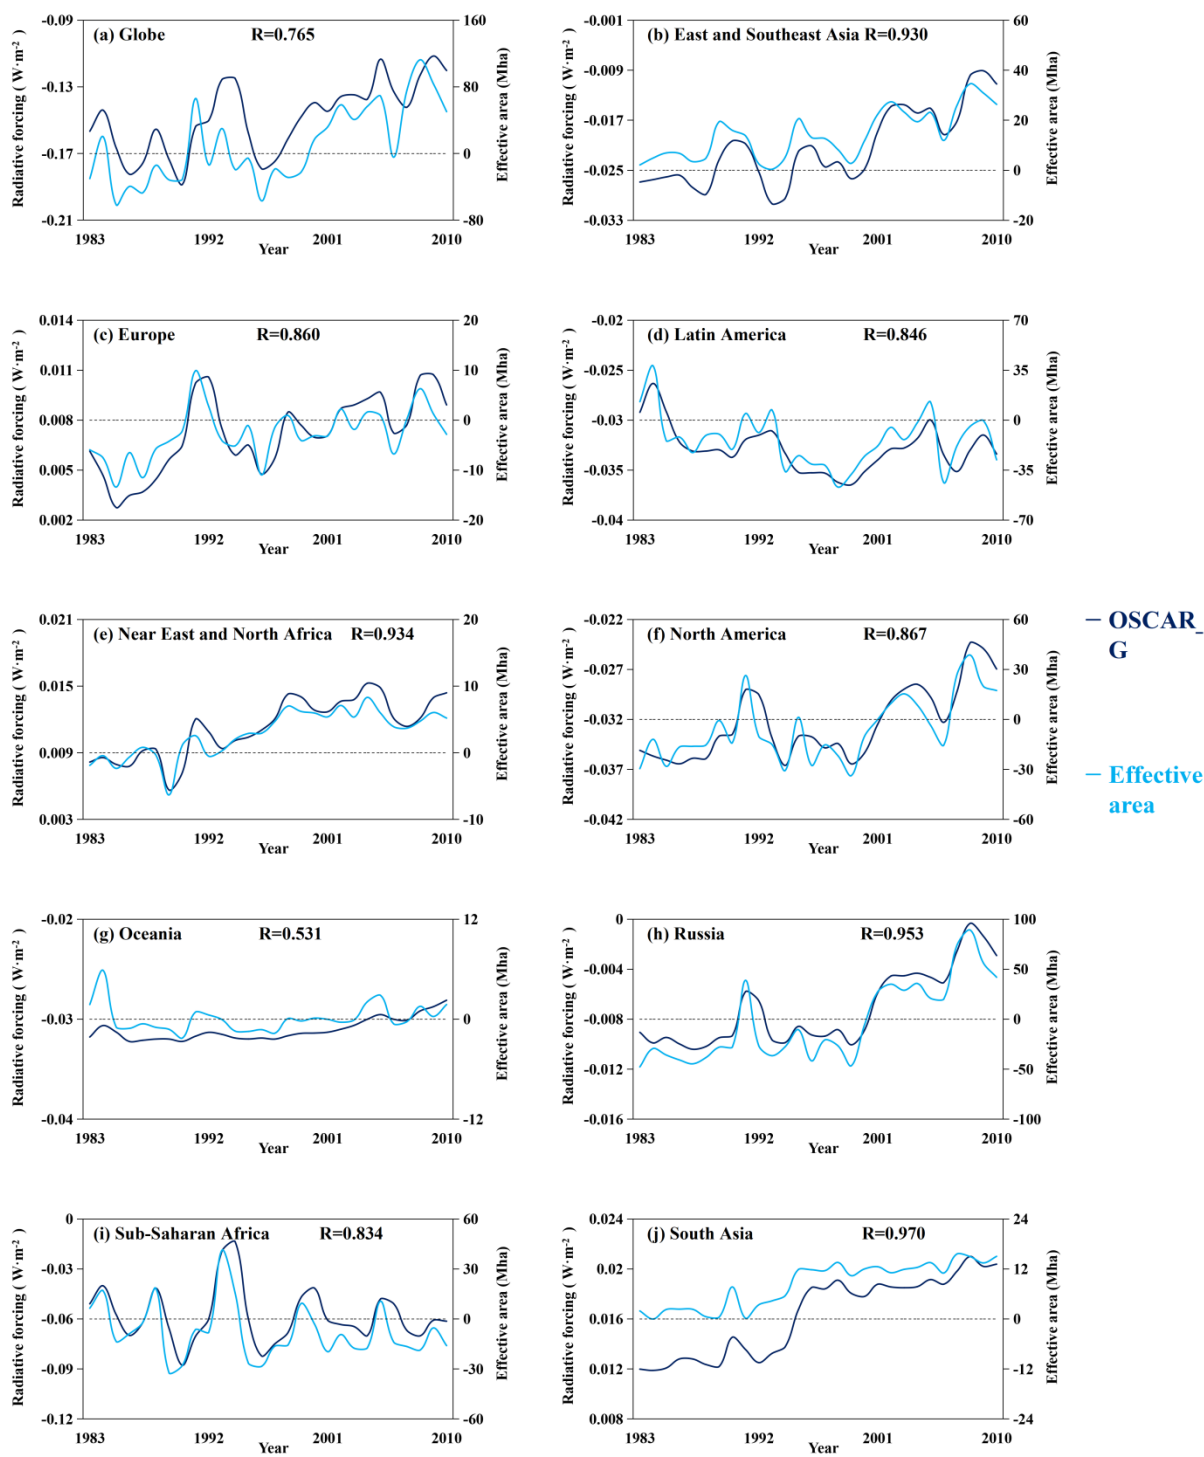 (a) Globe R=0.765
Radiative forcing ( W·m⁻² )
-0.09
-0.13
-0.17
-0.21
160
80
0
-80
Effective area (Mha)
1983 1992 2001 2010
Year
(b) East and Southeast Asia R=0.930
Radiative forcing ( W·m⁻² )
-0.001
-0.009
-0.017
-0.025
-0.033
60
40
20
0
-20
Effective area (Mha)
1983 1992 2001 2010
Year
(c) Europe R=0.860
Radiative forcing ( W·m⁻² )
0.014
0.011
0.008
0.005
0.002
20
10
0
-10
-20
Effective area (Mha)
1983 1992 2001 2010
Year
(d) Latin America R=0.846
Radiative forcing ( W·m⁻² )
-0.02
-0.025
-0.03
-0.035
-0.04
70
35
0
-35
-70
Effective area (Mha)
1983 1992 2001 2010
Year
(e) Near East and North Africa R=0.934
Radiative forcing ( W·m⁻² )
0.021
0.015
0.009
0.003
20
10
0
-10
Effective area (Mha)
1983 1992 2001 2010
Year
(f) North America R=0.867
Radiative forcing ( W·m⁻² )
-0.022
-0.027
-0.032
-0.037
-0.042
60
30
0
-30
-60
Effective area (Mha)
1983 1992 2001 2010
Year
OSCAR_
G
Effective
area
(g) Oceania R=0.531
Radiative forcing ( W·m⁻² )
-0.02
-0.03
-0.04
12
0
-12
Effective area (Mha)
1983 1992 2001 2010
Year
(h) Russia R=0.953
Radiative forcing ( W·m⁻² )
0
-0.004
-0.008
-0.012
-0.016
100
50
0
-50
-100
Effective area (Mha)
1983 1992 2001 2010
Year
(i) Sub-Saharan Africa R=0.834
Radiative forcing ( W·m⁻² )
0
-0.03
-0.06
-0.09
-0.12
60
30
0
-30
-60
Effective area (Mha)
1983 1992 2001 2010
Year
(j) South Asia R=0.970
Radiative forcing ( W·m⁻² )
0.024
0.02
0.016
0.012
0.008
24
12
0
-12
-24
Effective area (Mha)
1983 1992 2001 2010
Year